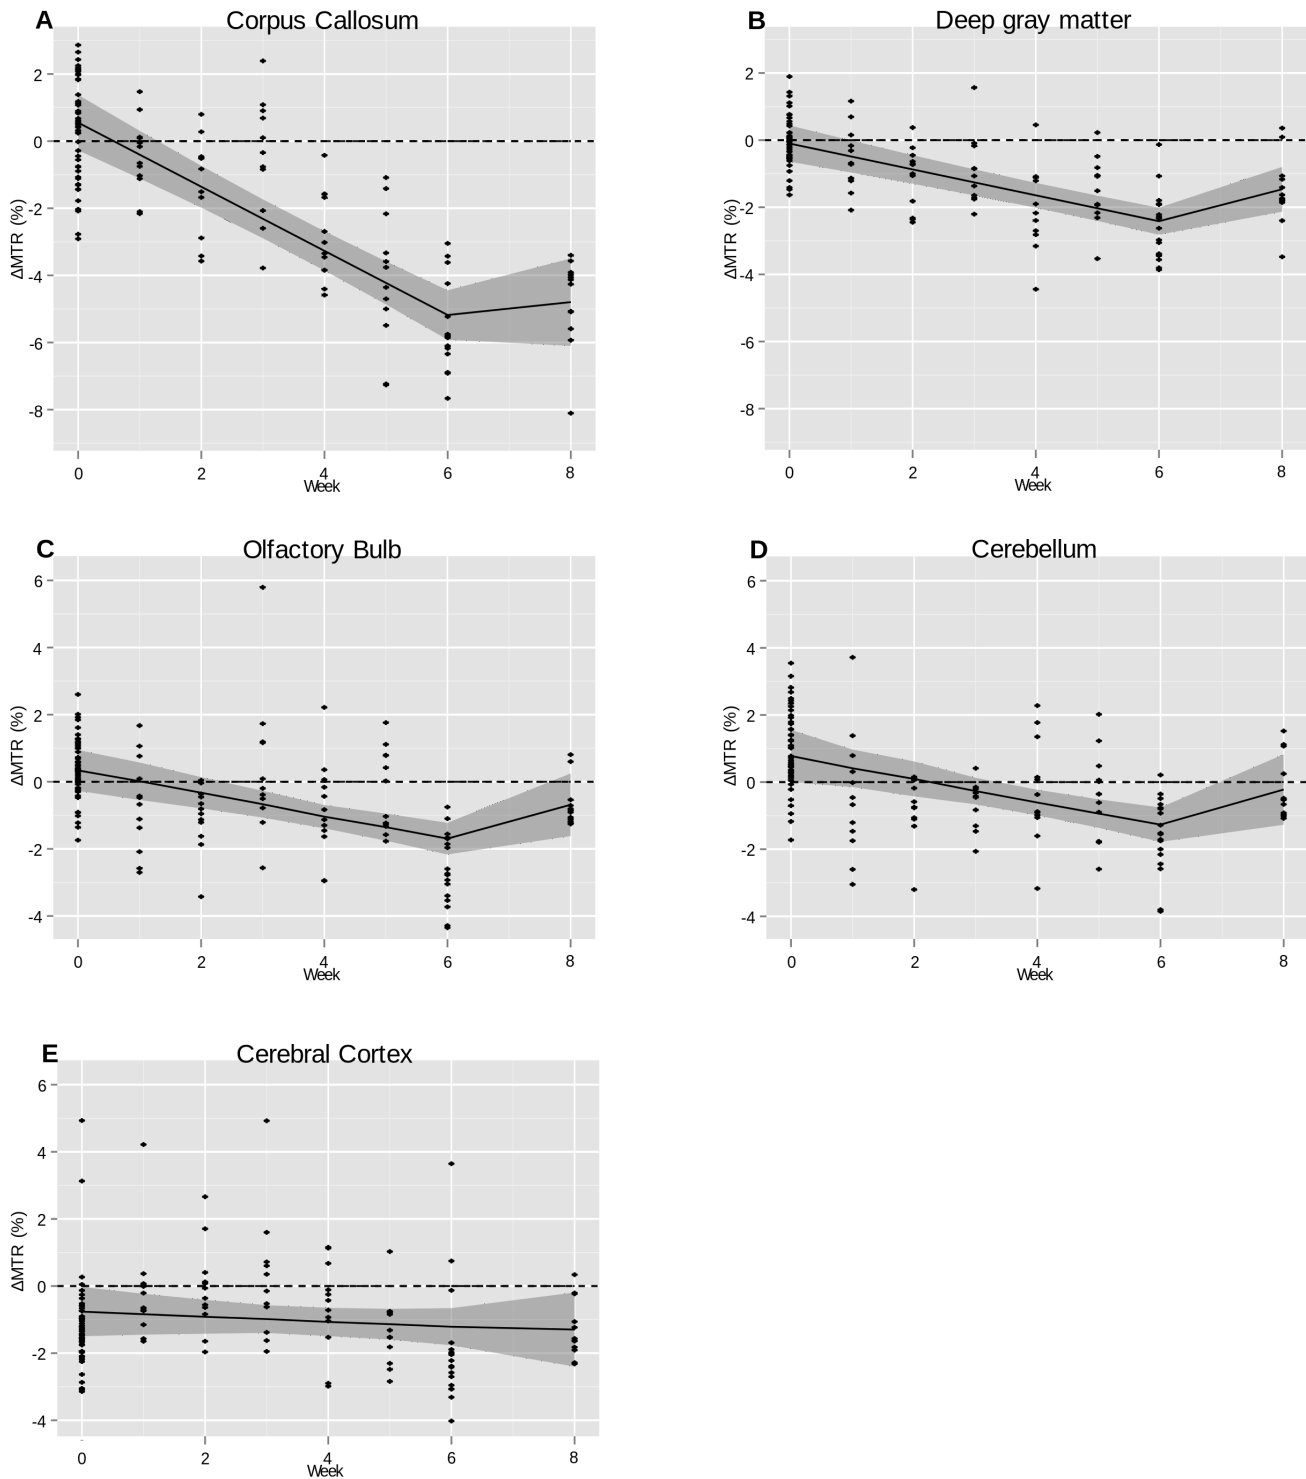 A Corpus Callosum
ΔMTR (%)
2
0
-2
-4
-6
-8
0 2 4 6 8
Week
B Deep gray matter
ΔMTR (%)
2
0
-2
-4
-6
-8
0 2 4 6 8
Week
C Olfactory Bulb
ΔMTR (%)
6
4
2
0
-2
-4
0 2 4 6 8
Week
D Cerebellum
ΔMTR (%)
6
4
2
0
-2
-4
0 2 4 6 8
Week
E Cerebral Cortex
ΔMTR (%)
6
4
2
0
-2
-4
0 2 4 6 8
Week